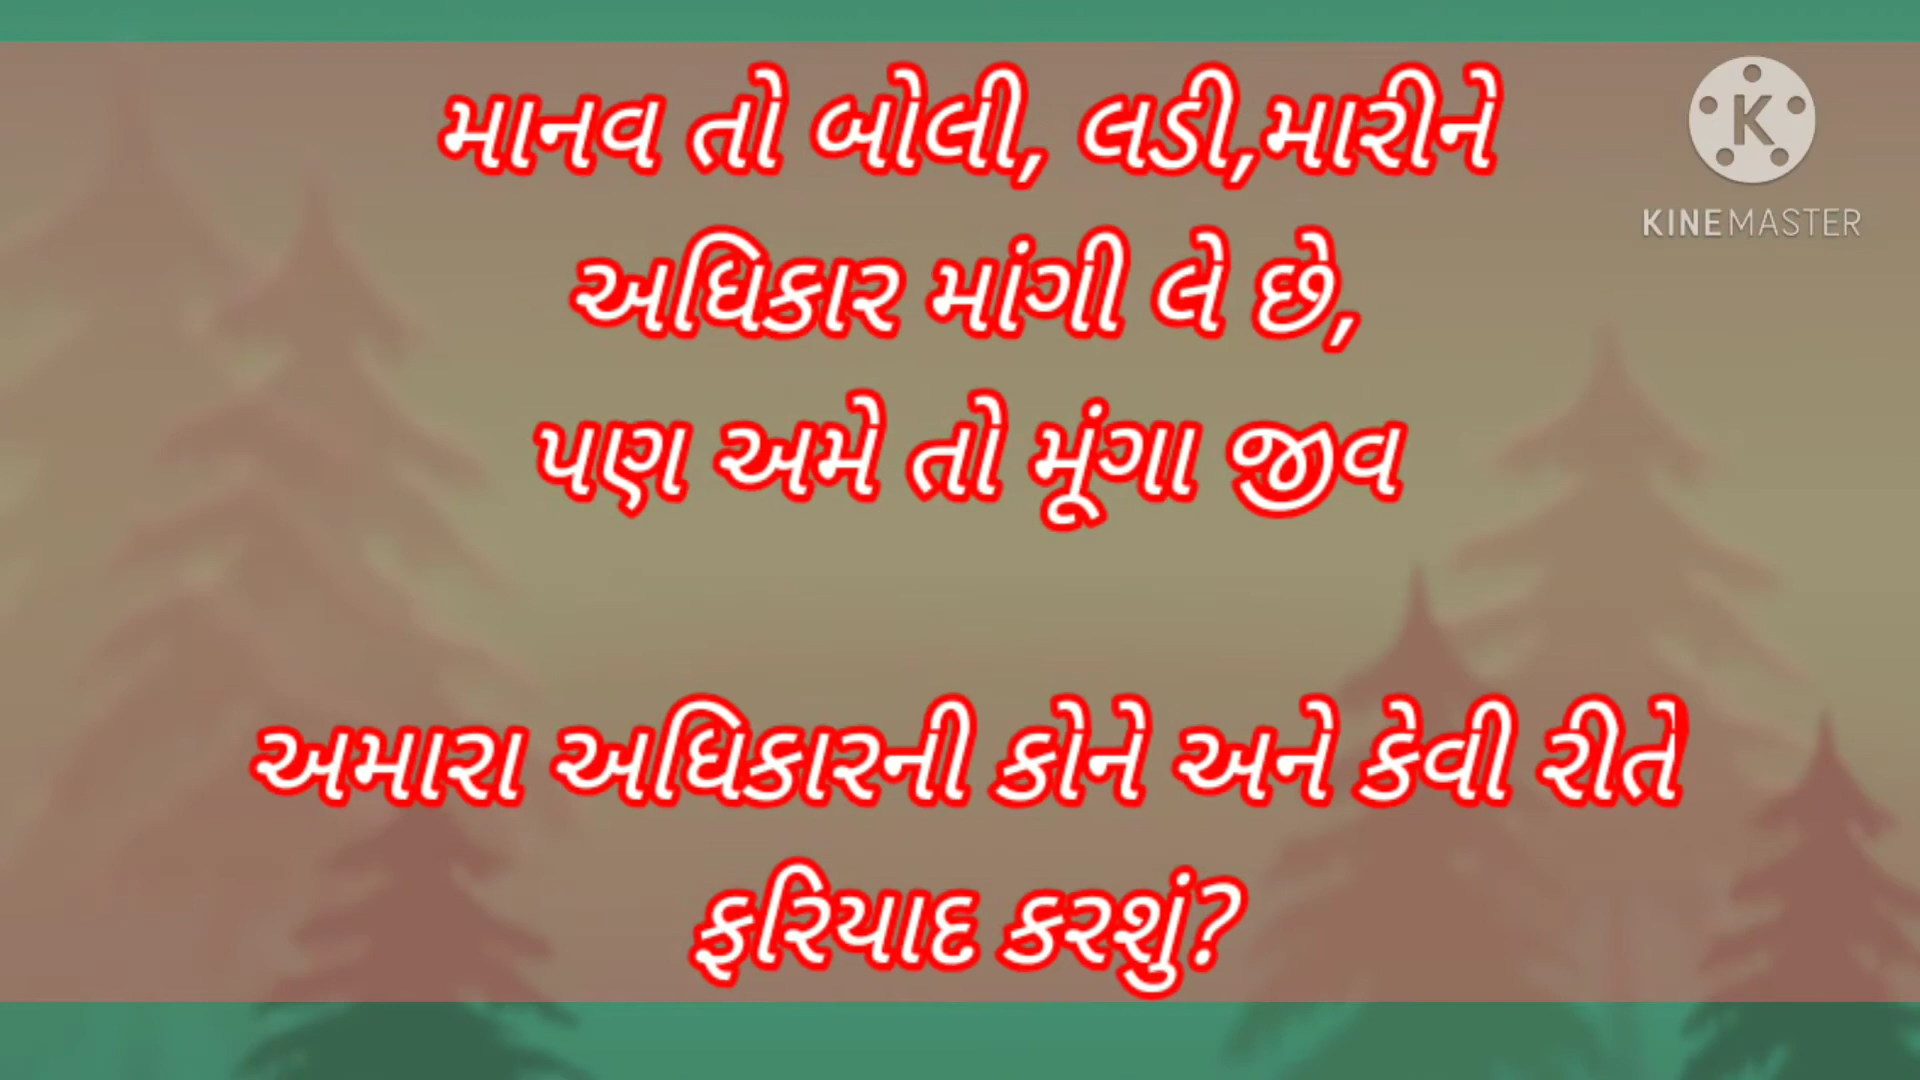 માનવ તો બોલી, લડી,મારીને
અધિકાર માંગી લે છે,
પણ અમે તો મૂંગા જીવ
અમારા અધિકારની કોને અને કેવી રીતે
ફરિયાદ કરશું?
K
KINEMASTER